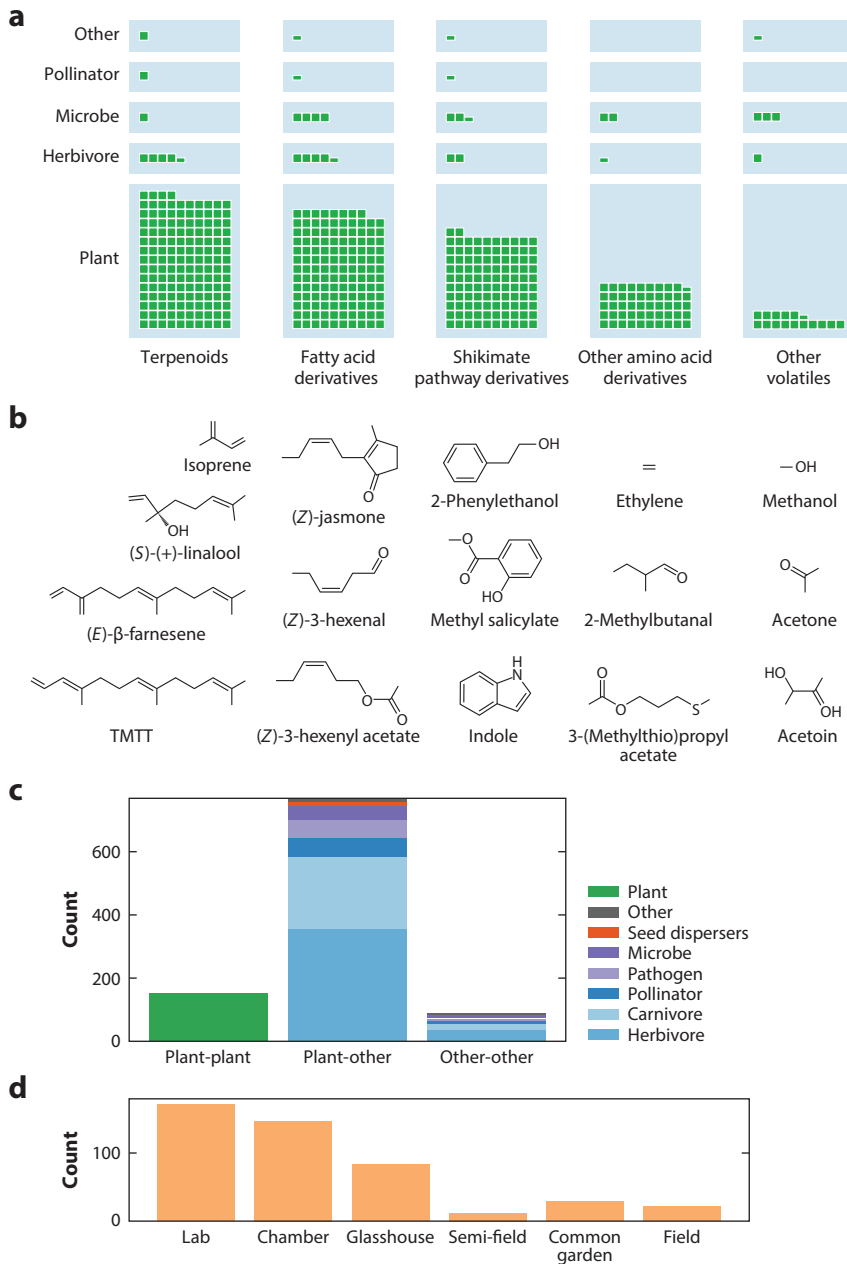 a
Other
Pollinator
Microbe
Herbivore
Plant
Terpenoids
Fatty acid
derivatives
Shikimate
pathway derivatives
Other amino acid
derivatives
Other
volatiles
b
Isoprene
OH
(S)-(+)-linalool
(E)-β-farnesene
TMTT
O
(Z)-jasmone
O
(Z)-3-hexenal
O
O
(Z)-3-hexenyl acetate
OH
2-Phenylethanol
O
O
HO
Methyl salicylate
H
N
Indole
Ethylene
O
2-Methylbutanal
O
O
S
3-(Methylthio)propyl
acetate
OH
Methanol
O
Acetone
HO
OH
Acetoin
c
Count
600
400
200
0
Plant-plant
Plant-other
Other-other
Plant
Other
Seed dispersers
Microbe
Pathogen
Pollinator
Carnivore
Herbivore
d
Count
100
0
Lab
Chamber
Glasshouse
Semi-field
Common
garden
Field